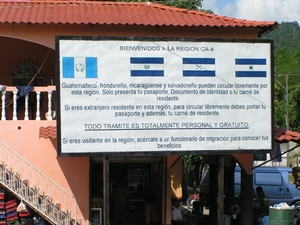 BIENVENIDOS A LA REGION CA-4
Guatemalteco, hondureño, nicaragüense y salvadoreño pueden circular libremente por
esta región. Solo presenta tu pasaporte, Documento de Identidad o tu carné de
residente.
Si eres extranjero residente en esta región, para circular libremente debes portar tu
pasaporte y además, tu carné de residente.
TODO TRAMITE ES TOTALMENTE PERSONAL Y GRATUITO.
Si eres visitante en la región, acércate a un funcionario de migración para conocer tus
beneficios